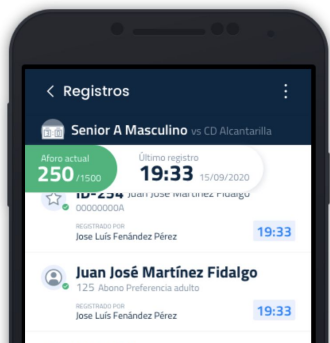 Registros
Senior A Masculino vs CD Alcantarilla
Aforo actual
250 /1500
Último registro
19:33 15/09/2020
ID-254 Juan José Martínez Fidalgo
00000000A
REGISTRADO POR
Jose Luís Fenández Pérez
19:33
Juan José Martínez Fidalgo
125 Abono Preferencia adulto
REGISTRADO POR
Jose Luís Fenández Pérez
19:33